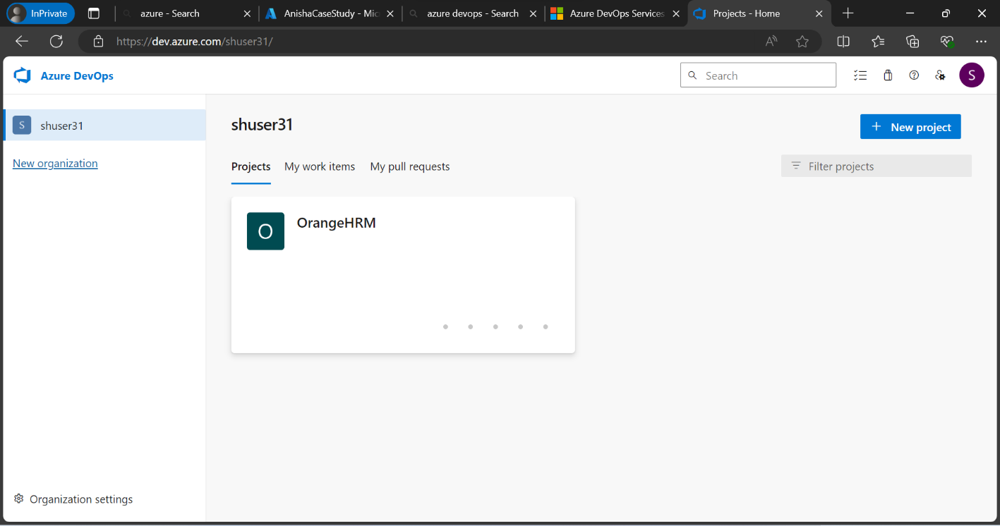 InPrivate
azure - Search
AnishaCaseStudy - Mic
azure devops - Search
Azure DevOps Services
Projects - Home
https://dev.azure.com/shuser31/
Azure DevOps
Search
S
S
shuser31
New organization
shuser31
New project
Projects
My work items
My pull requests
Filter projects
O
OrangeHRM
Organization settings